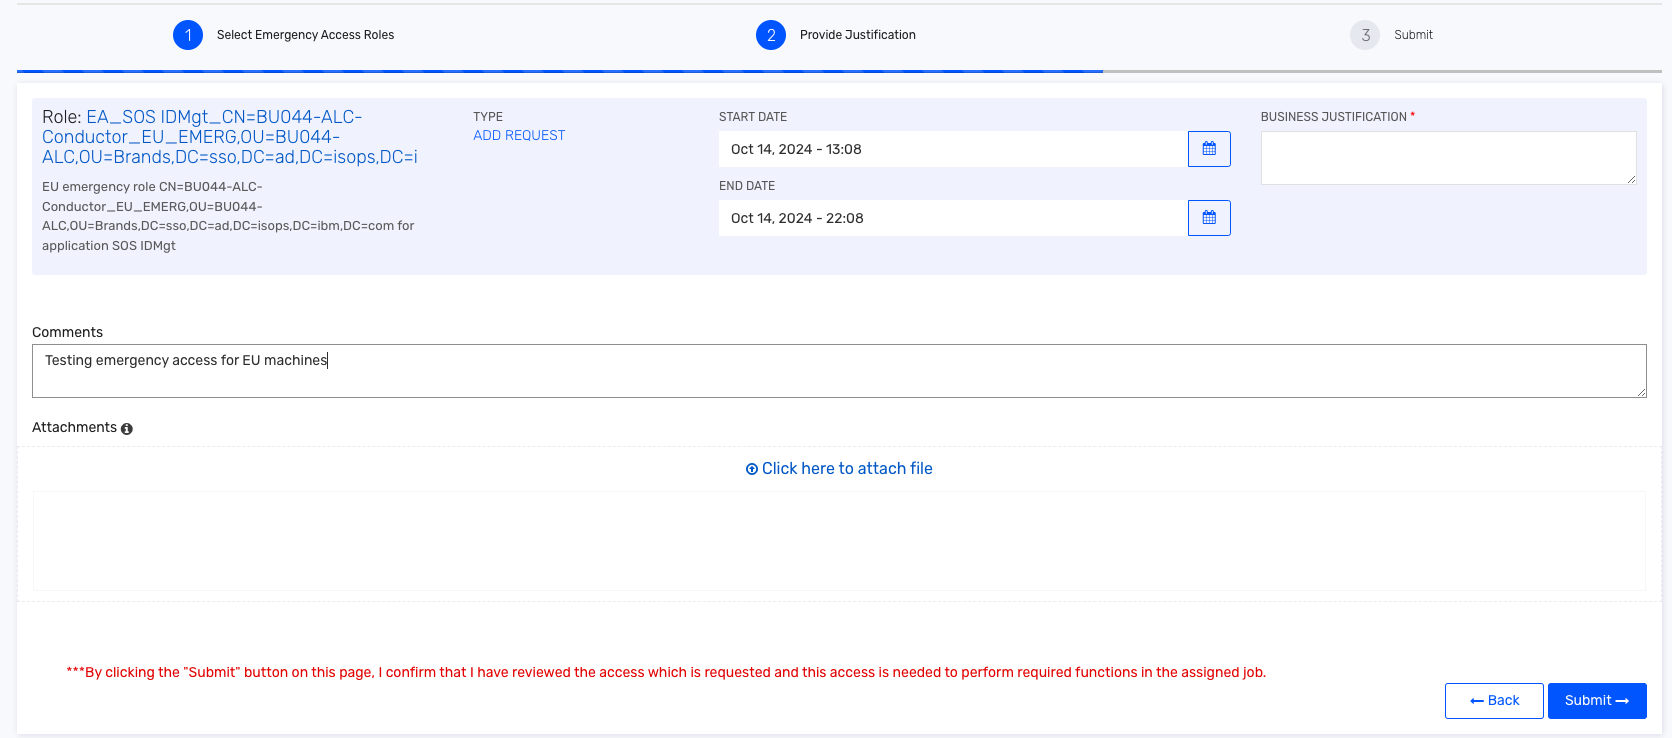 1 Select Emergency Access Roles
2 Provide Justification
3 Submit
Role: EA_SOS IDMgt_CN=BU044-ALC-
Conductor_EU_EMERG,OU=BU044-
ALC,OU=Brands,DC=sso,DC=ad,DC=isops,DC=i
EU emergency role CN=BU044-ALC-
Conductor_EU_EMERG,OU=BU044-
ALC,OU=Brands,DC=sso,DC=ad,DC=isops,DC=ibm,DC=com for
application SOS IDMgt
TYPE
ADD REQUEST
START DATE
Oct 14, 2024 - 13:08
END DATE
Oct 14, 2024 - 22:08
BUSINESS JUSTIFICATION *
Comments
Testing emergency access for EU machines
Attachments
Click here to attach file
***By clicking the "Submit" button on this page, I confirm that I have reviewed the access which is requested and this access is needed to perform required functions in the assigned job.
Back
Submit